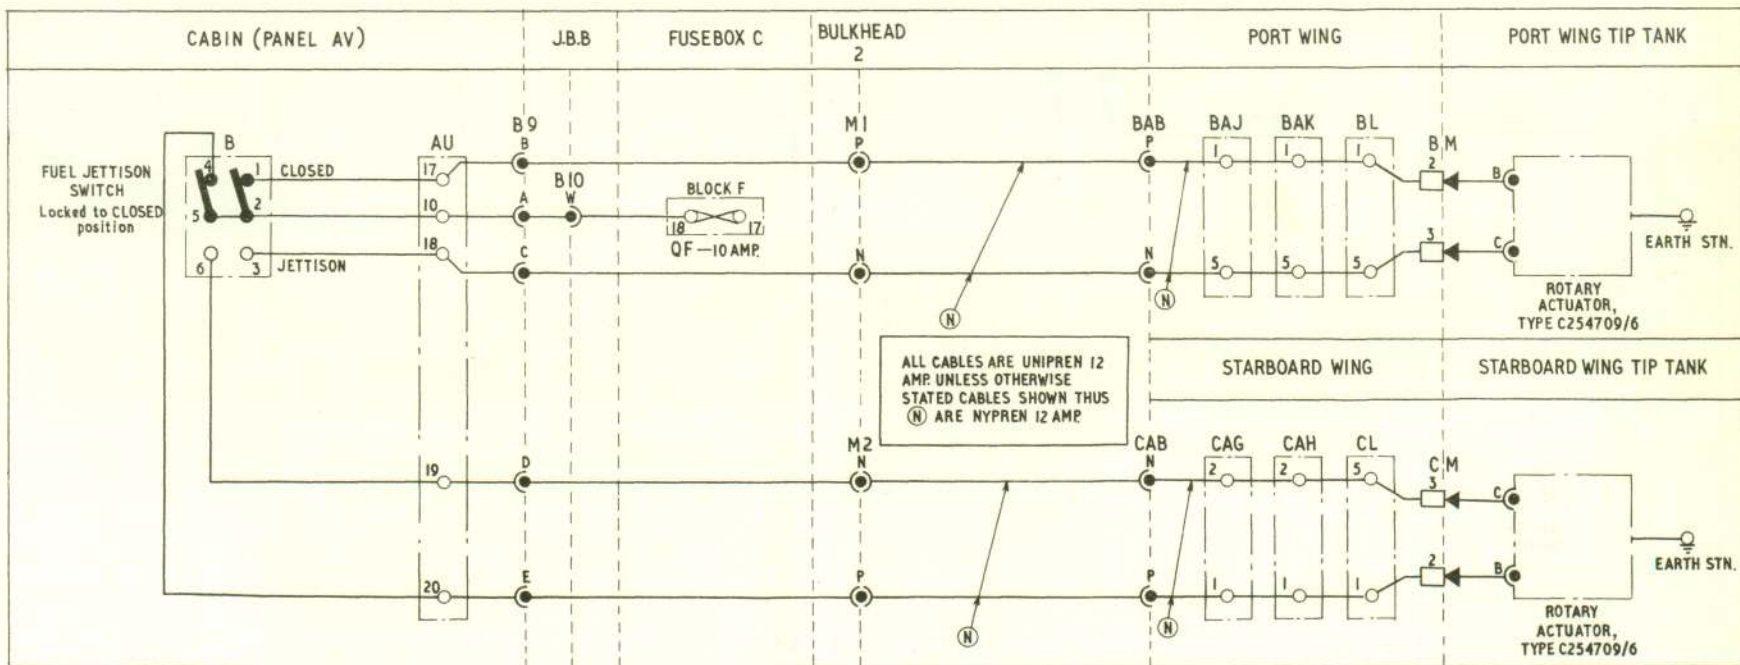 CABIN (PANEL AV)
J.B.B
FUSEBOX C
BULKHEAD
2
PORT WING
PORT WING TIP TANK
FUEL JETTISON
SWITCH
Locked to CLOSED
position
B
4
1
CLOSED
5
2
6
3
JETTISON
AU
17
10
18
19
20
B9
B
A
C
D
E
B10
W
BLOCK F
18
17
QF—10 AMP.
M1
P
N
N
BAB
P
N
N
BAJ
1
5
BAK
1
5
BL
1
5
BM
2
3
B
C
EARTH STN.
ROTARY
ACTUATOR,
TYPE C254709/6
ALL CABLES ARE UNIPREN 12
AMP. UNLESS OTHERWISE
STATED CABLES SHOWN THUS
N ARE NYPREN 12 AMP.
STARBOARD WING
STARBOARD WING TIP TANK
M2
N
P
N
CAB
N
P
N
CAG
2
1
CAH
2
1
CL
5
1
CM
3
2
C
B
EARTH STN.
ROTARY
ACTUATOR,
TYPE C254709/6